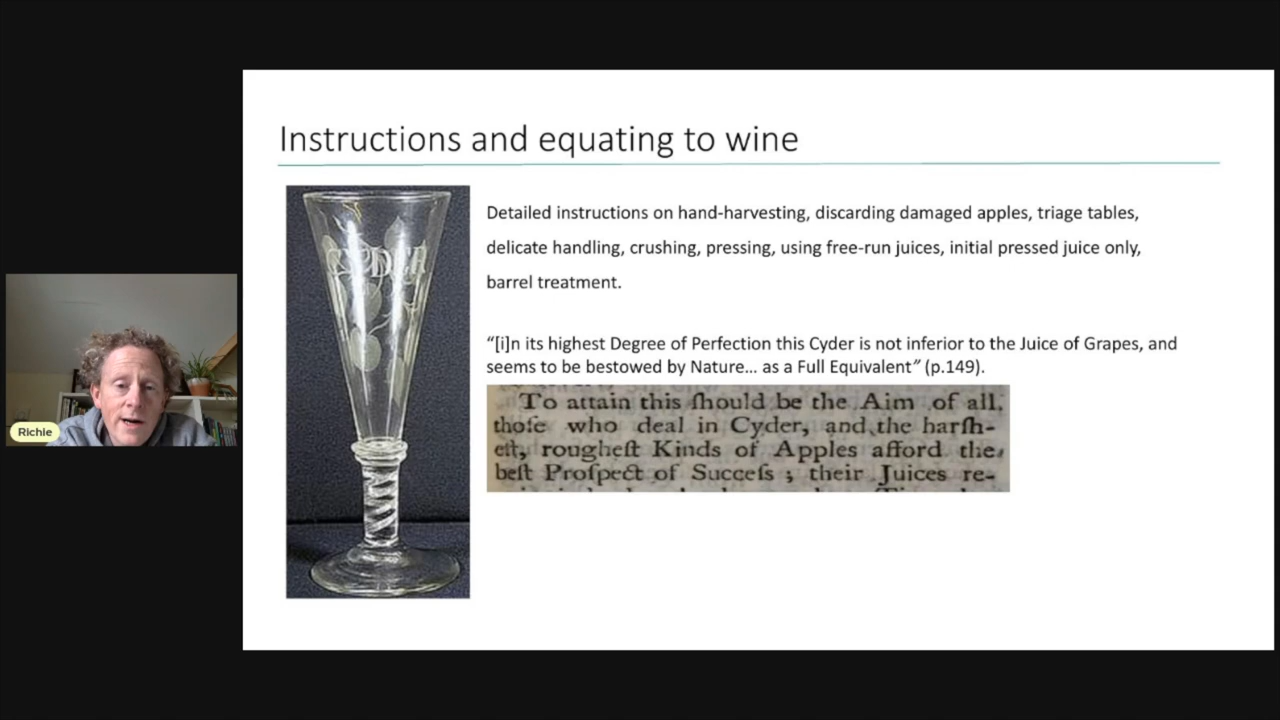 Instructions and equating to wine
Detailed instructions on hand-harvesting, discarding damaged apples, triage tables,
delicate handling, crushing, pressing, using free-run juices, initial pressed juice only,
barrel treatment.
“[i]n its highest Degree of Perfection this Cyder is not inferior to the Juice of Grapes, and
seems to be bestowed by Nature… as a Full Equivalent” (p.149).
To attain this ſhould be the Aim of all,
thoſe who deal in Cyder, and the harſh-
eſt, rougheſt Kinds of Apples afford the
beſt Proſpect of Succeſs ; their Juices re-
Richie